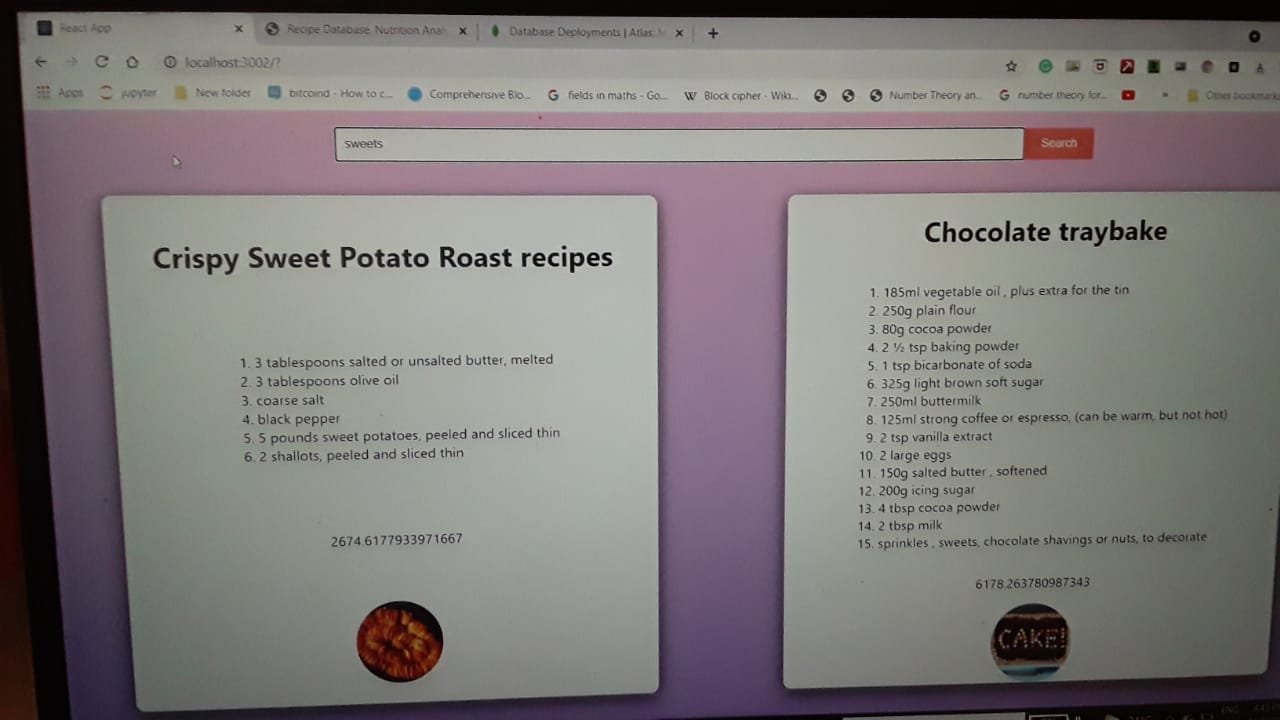 React App
Recipe Database, Nutrition Anal
Database Deployments | Atlas: M
localhost:3002/?
Apps
jupyter
New folder
bitcoind - How to c...
Comprehensive Blo...
fields in maths - Go...
W Block cipher - Wiki...
Number Theory an...
number theory for...
»
Other bookmarks
sweets
Search
Crispy Sweet Potato Roast recipes
1. 3 tablespoons salted or unsalted butter, melted
2. 3 tablespoons olive oil
3. coarse salt
4. black pepper
5. 5 pounds sweet potatoes, peeled and sliced thin
6. 2 shallots, peeled and sliced thin
2674.6177933971667
Chocolate traybake
1. 185ml vegetable oil , plus extra for the tin
2. 250g plain flour
3. 80g cocoa powder
4. 2 ½ tsp baking powder
5. 1 tsp bicarbonate of soda
6. 325g light brown soft sugar
7. 250ml buttermilk
8. 125ml strong coffee or espresso, (can be warm, but not hot)
9. 2 tsp vanilla extract
10. 2 large eggs
11. 150g salted butter , softened
12. 200g icing sugar
13. 4 tbsp cocoa powder
14. 2 tbsp milk
15. sprinkles , sweets, chocolate shavings or nuts, to decorate
6178.263780987343
CAKE!
ENG